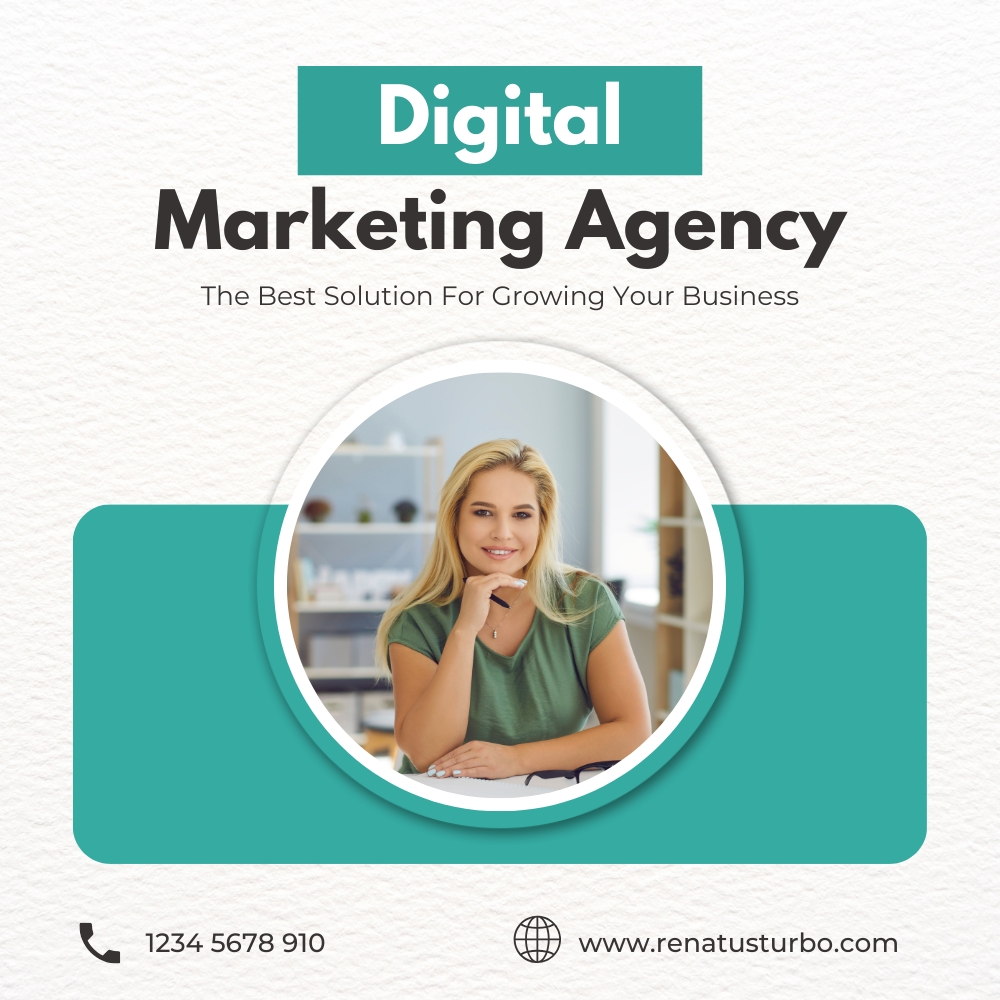 Digital
Marketing Agency
The Best Solution For Growing Your Business
1234 5678 910
www.renatusturbo.com